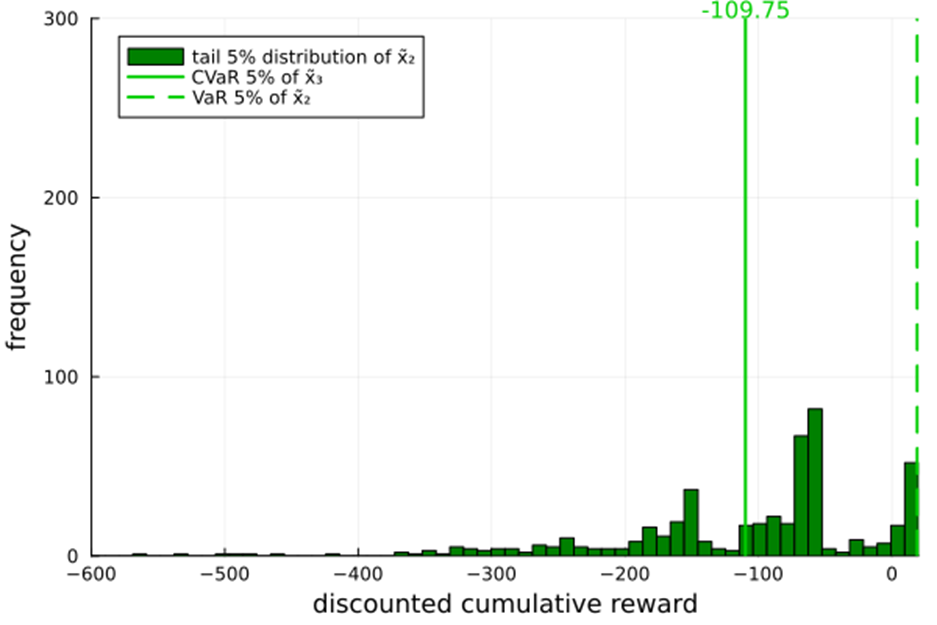 -109.75
300
tail 5% distribution of x̃₂
CVaR 5% of x̃₃
VaR 5% of x̃₂
200
frequency
100
0
−600 −500 −400 −300 −200 −100 0
discounted cumulative reward